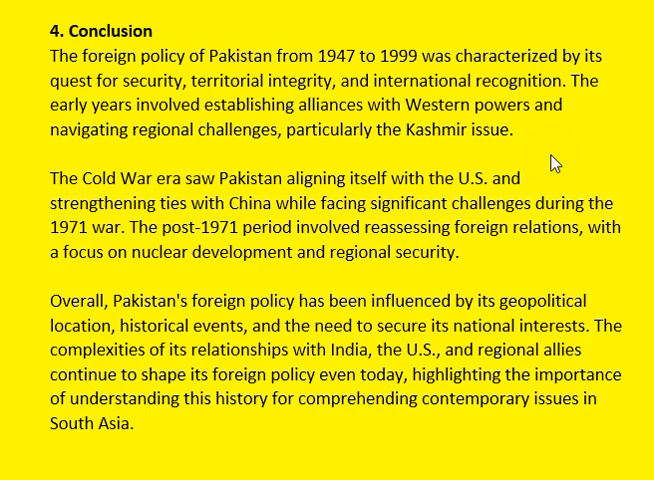 4. Conclusion
The foreign policy of Pakistan from 1947 to 1999 was characterized by its
quest for security, territorial integrity, and international recognition. The
early years involved establishing alliances with Western powers and
navigating regional challenges, particularly the Kashmir issue.
The Cold War era saw Pakistan aligning itself with the U.S. and
strengthening ties with China while facing significant challenges during the
1971 war. The post-1971 period involved reassessing foreign relations, with
a focus on nuclear development and regional security.
Overall, Pakistan's foreign policy has been influenced by its geopolitical
location, historical events, and the need to secure its national interests. The
complexities of its relationships with India, the U.S., and regional allies
continue to shape its foreign policy even today, highlighting the importance
of understanding this history for comprehending contemporary issues in
South Asia.